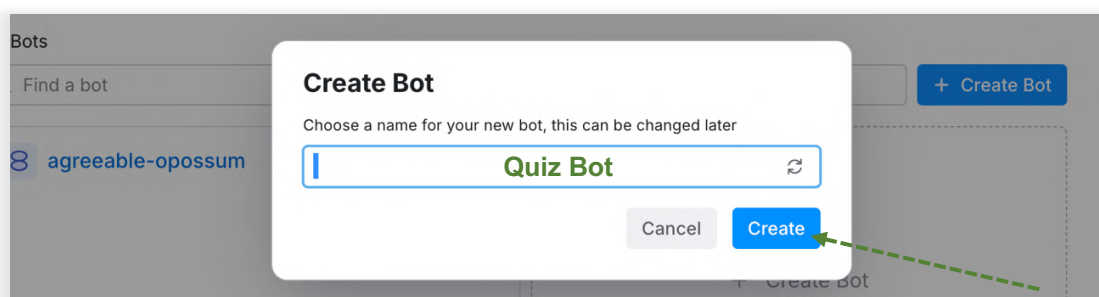 Bots
Find a bot
+ Create Bot
agreeable-opossum
Create Bot
Choose a name for your new bot, this can be changed later
Quiz Bot
Cancel
Create
+ Create Bot